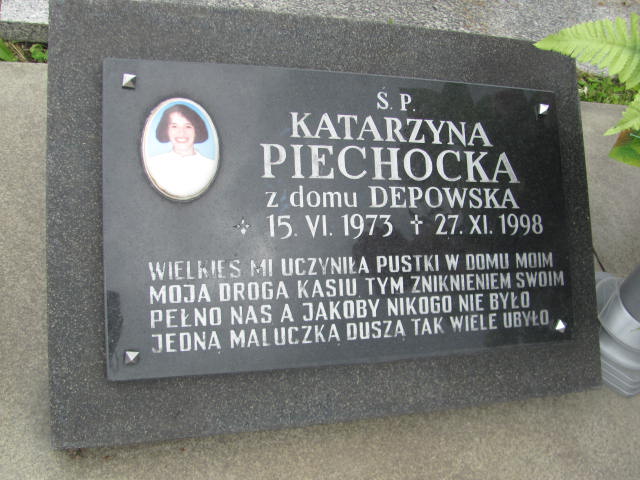 Ś. P.
KATARZYNA
PIECHOCKA
z domu DEPOWSKA
15. VI. 1973 ✝ 27. XI. 1998
WIELKIEŚ MI UCZYNIŁA PUSTKI W DOMU MOIM
MOJA DROGA KASIU TYM ZNIKNIENIEM SWOIM
PEŁNO NAS A JAKOBY NIKOGO NIE BYŁO
JEDNĄ MALUCZKĄ DUSZĄ TAK WIELE UBYŁO